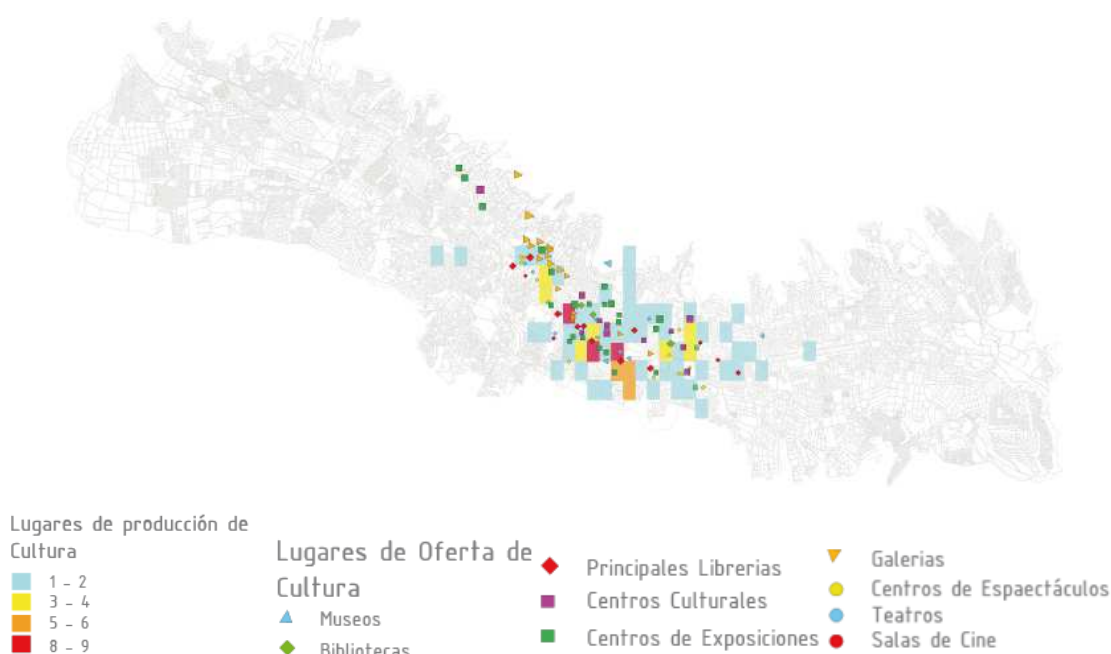 Lugares de producción de
Cultura
1 - 2
3 - 4
5 - 6
8 - 9
Lugares de Oferta de
Cultura
Museos
Bibliotecas
Principales Librerias
Centros Culturales
Centros de Exposiciones
Galerias
Centros de Espaectáculos
Teatros
Salas de Cine